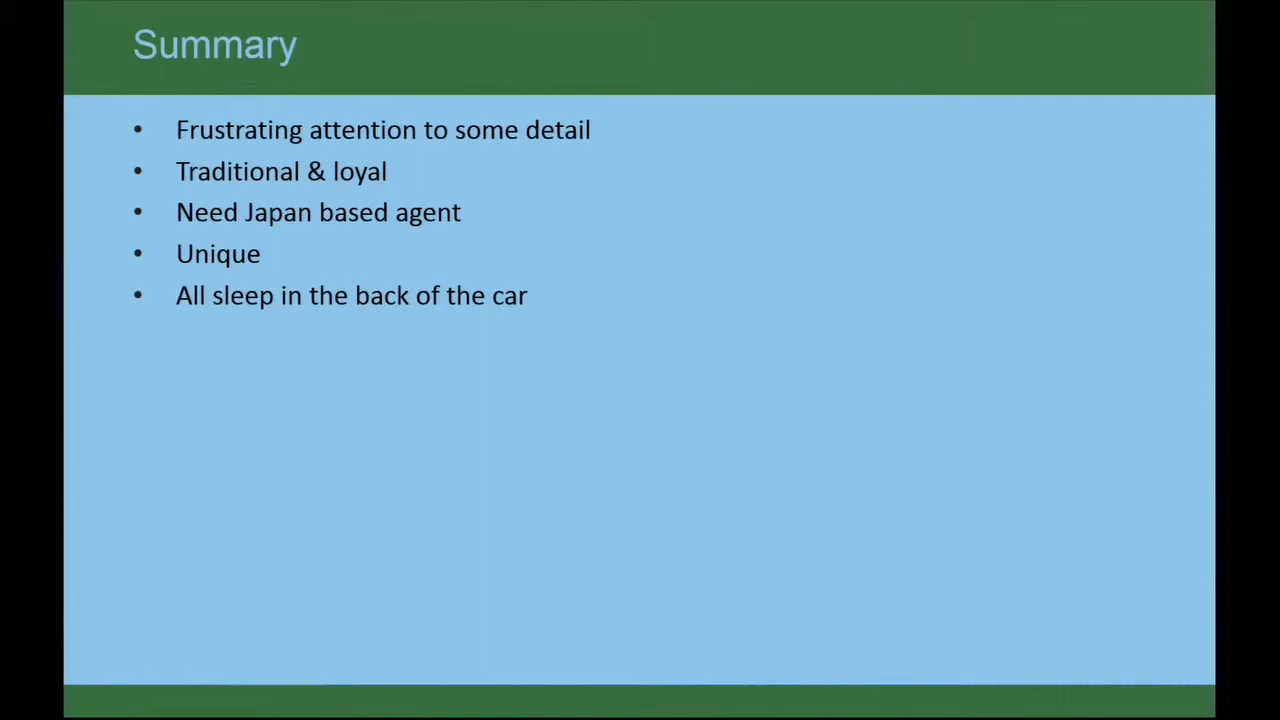 Summary
• Frustrating attention to some detail
• Traditional & loyal
• Need Japan based agent
• Unique
• All sleep in the back of the car